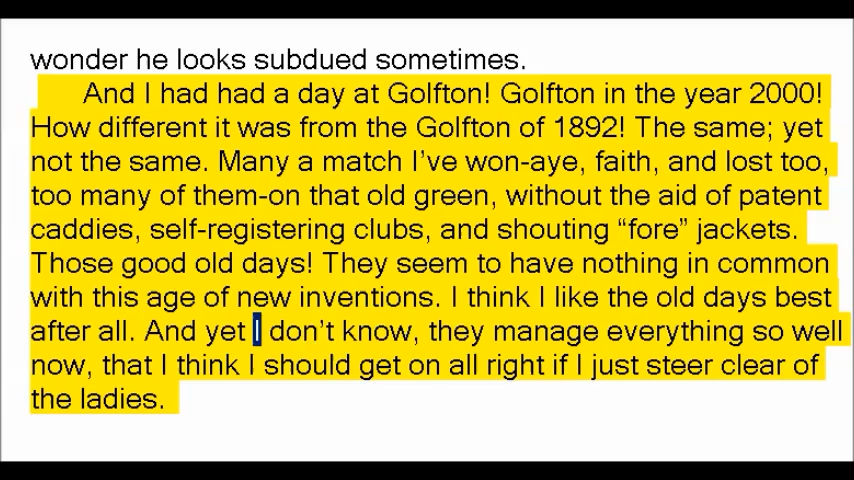 wonder he looks subdued sometimes.
And I had had a day at Golfton! Golfton in the year 2000!
How different it was from the Golfton of 1892! The same; yet
not the same. Many a match I’ve won-aye, faith, and lost too,
too many of them-on that old green, without the aid of patent
caddies, self-registering clubs, and shouting “fore” jackets.
Those good old days! They seem to have nothing in common
with this age of new inventions. I think I like the old days best
after all. And yet I don’t know, they manage everything so well
now, that I think I should get on all right if I just steer clear of
the ladies.